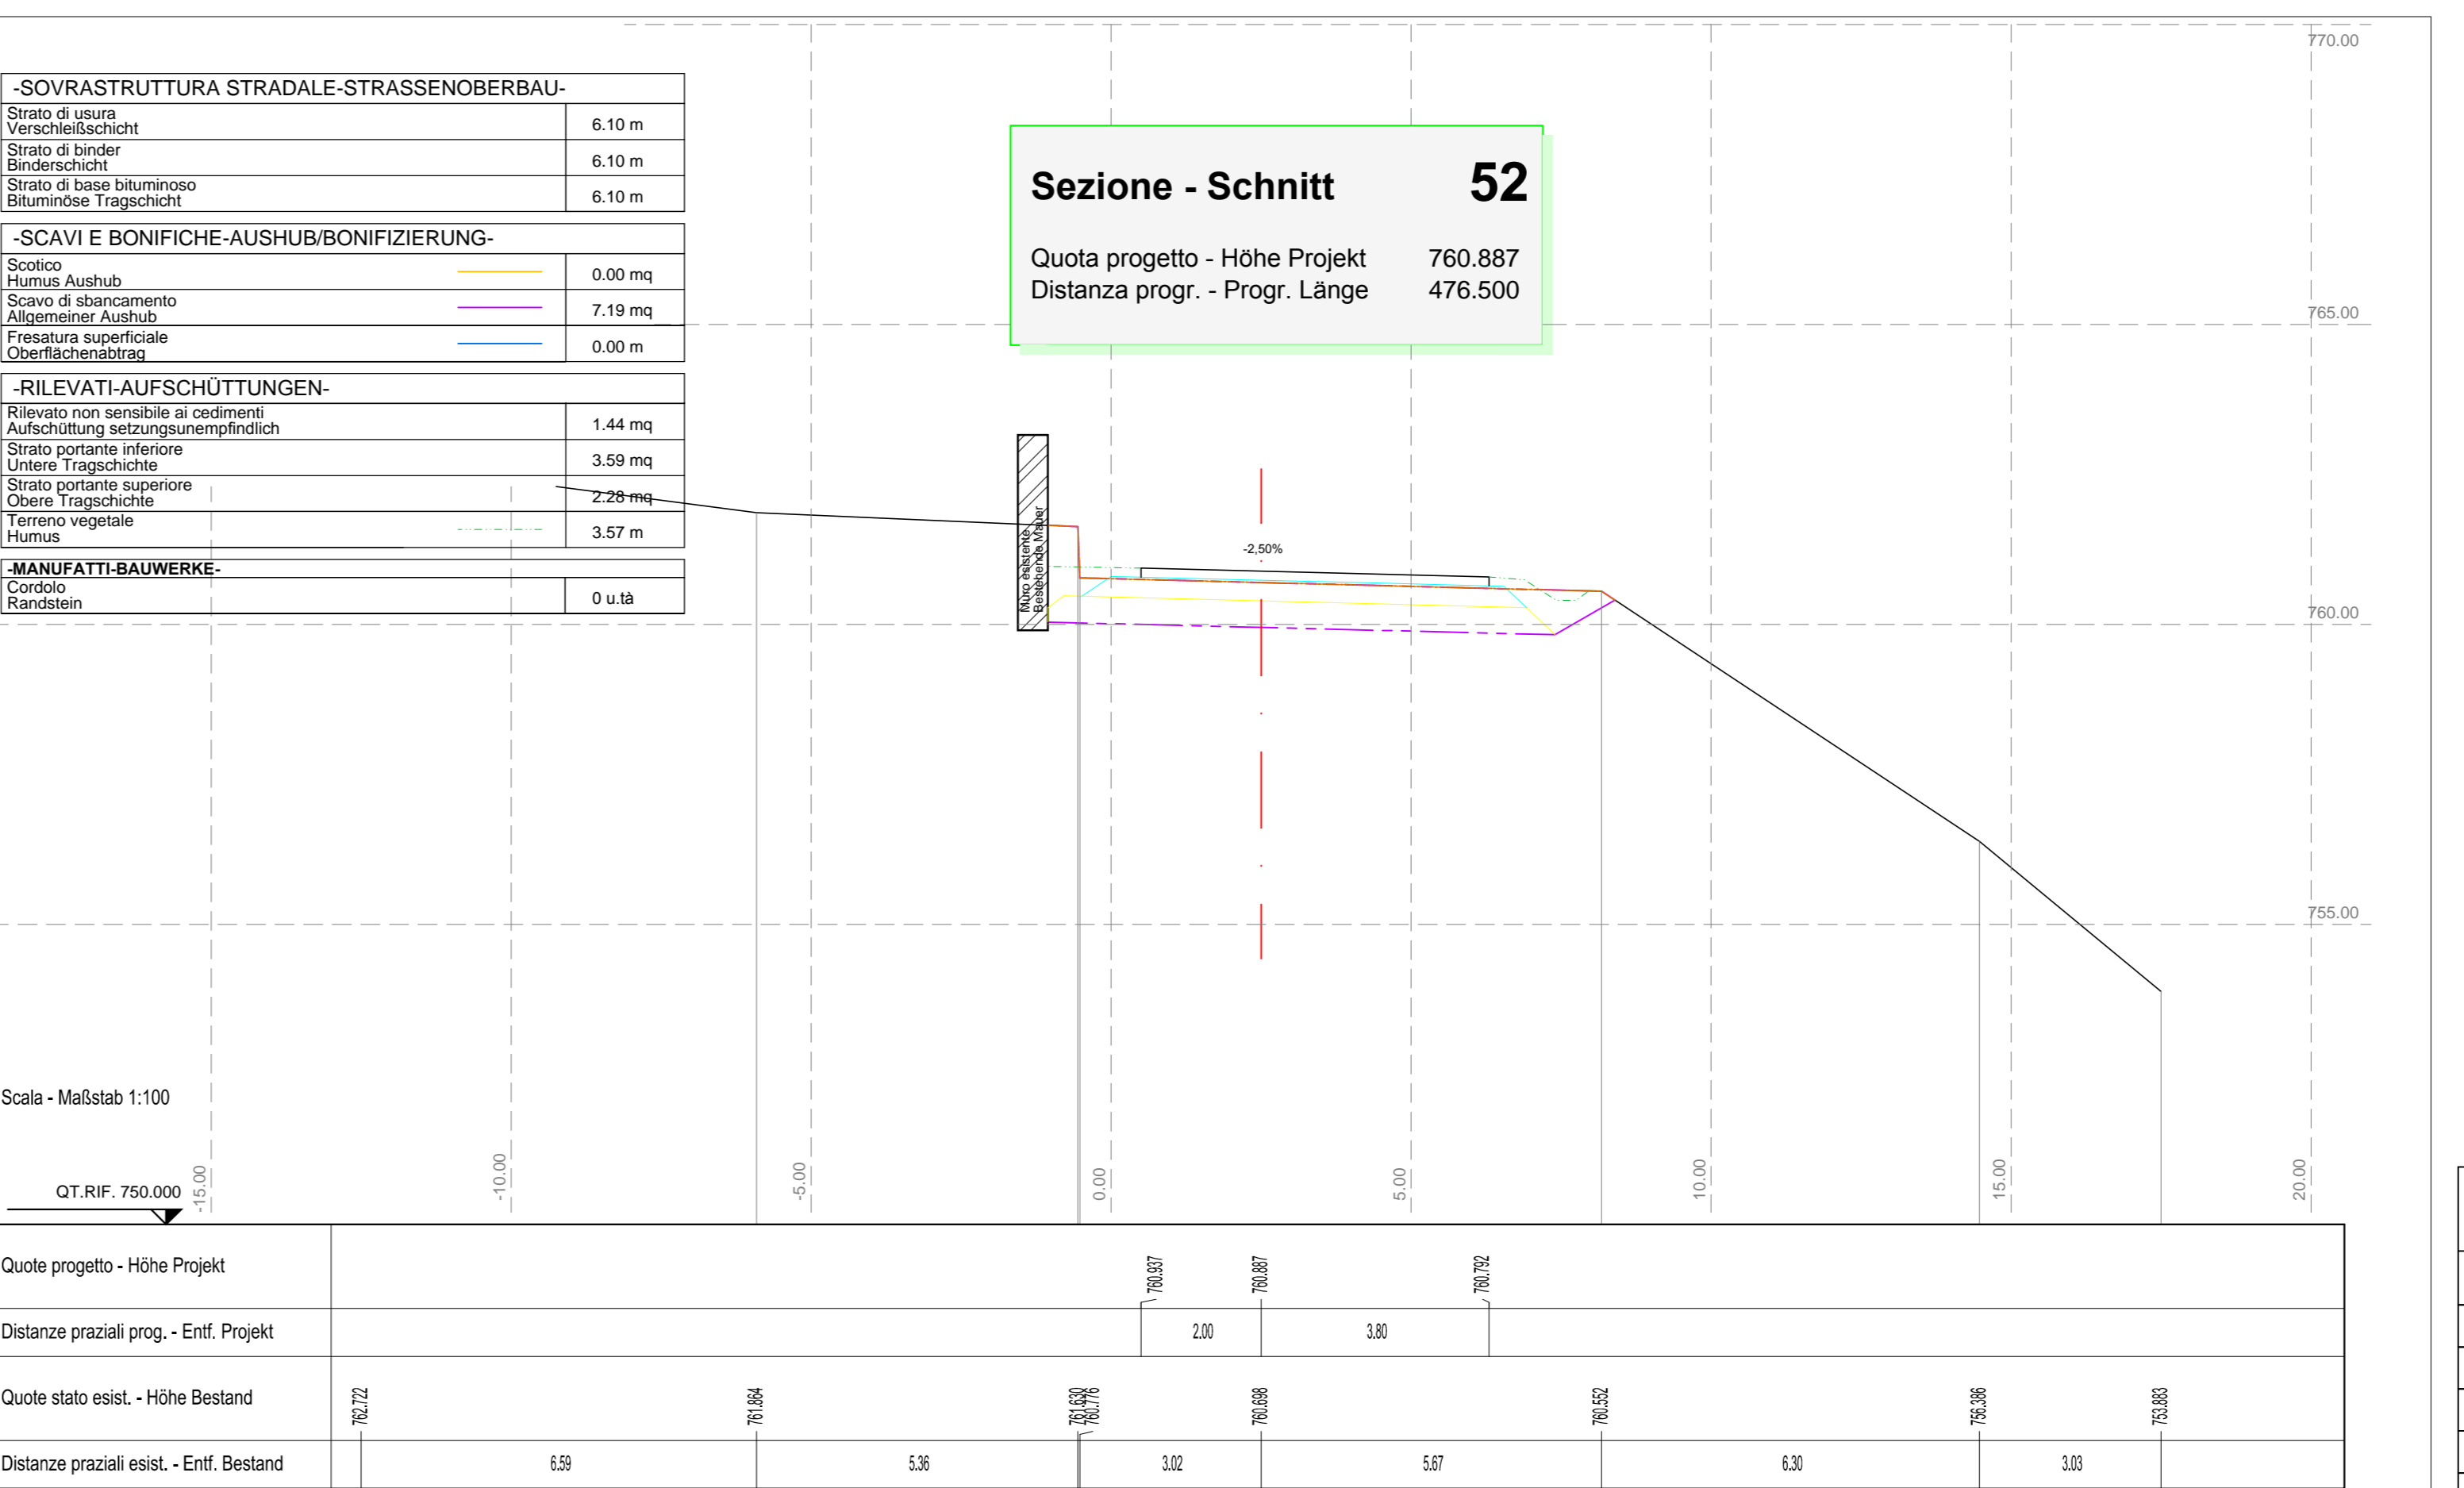 770.00
-SOVRASTRUTTURA STRADALE-STRASSENOBERBAU-
Strato di usura
Verschleißschicht
6.10 m
Strato di binder
Binderschicht
6.10 m
Strato di base bituminoso
Bituminöse Tragschicht
6.10 m
-SCAVI E BONIFICHE-AUSHUB/BONIFIZIERUNG-
Scotico
Humus Aushub
0.00 mq
Scavo di sbancamento
Allgemeiner Aushub
7.19 mq
Fresatura superficiale
Oberflächenabtrag
0.00 m
-RILEVATI-AUFSCHÜTTUNGEN-
Rilevato non sensibile ai cedimenti
Aufschüttung setzungsunempfindlich
1.44 mq
Strato portante inferiore
Untere Tragschichte
3.59 mq
Strato portante superiore
Obere Tragschichte
2.28 mq
Terreno vegetale
Humus
3.57 m
-MANUFATTI-BAUWERKE-
Cordolo
Randstein
0 u.tà
Sezione - Schnitt 52
Quota progetto - Höhe Projekt 760.887
Distanza progr. - Progr. Länge 476.500
765.00
Muro esistente
Bestehende Mauer
-2,50%
760.00
755.00
Scala - Maßstab 1:100
QT.RIF. 750.000
-15.00
-10.00
-5.00
0.00
5.00
10.00
15.00
20.00
Quote progetto - Höhe Projekt
760.937
760.887
760.792
Distanze praziali prog. - Entf. Projekt
2.00
3.80
Quote stato esist. - Höhe Bestand
762.722
761.864
761.630
760.776
760.698
760.552
756.386
753.883
Distanze praziali esist. - Entf. Bestand
6.59
5.36
3.02
5.67
6.30
3.03